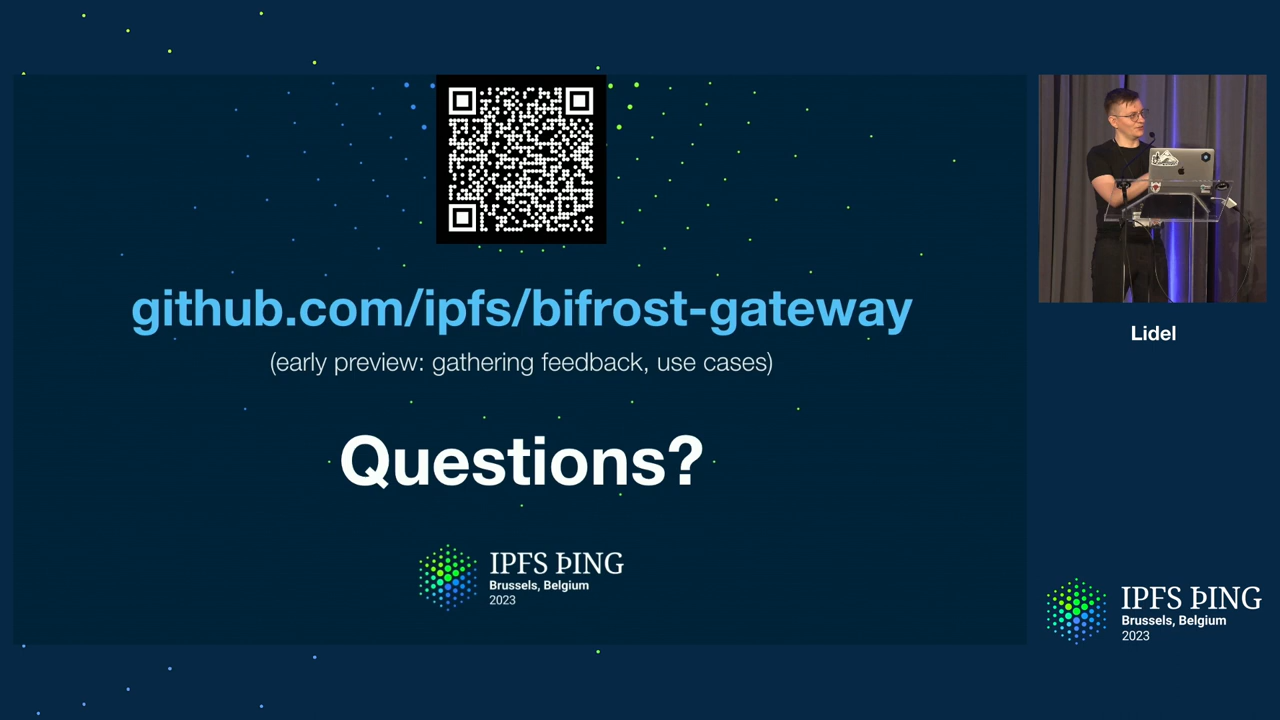 github.com/ipfs/bifrost-gateway
(early preview: gathering feedback, use cases)
Questions?
IPFS ÞING
Brussels, Belgium
2023
Lidel
IPFS ÞING
Brussels, Belgium
2023